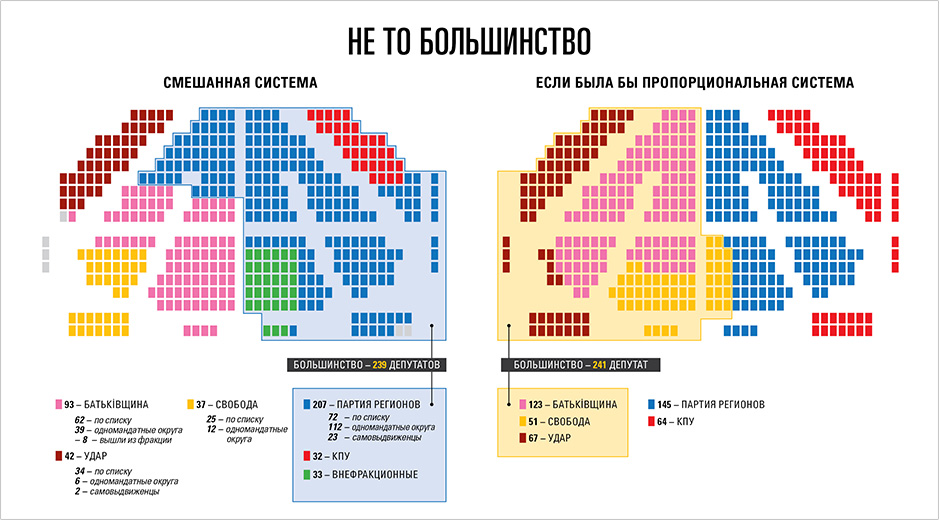 НЕ ТО БОЛЬШИНСТВО
СМЕШАННАЯ СИСТЕМА
ЕСЛИ БЫЛА БЫ ПРОПОРЦИОНАЛЬНАЯ СИСТЕМА
БОЛЬШИНСТВО – 239 ДЕПУТАТОВ
БОЛЬШИНСТВО – 241 ДЕПУТАТ
93 – БАТЬКІВЩИНА
62 – по списку
39 – одномандатные округа
– 8 – вышли из фракции
42 – УДАР
34 – по списку
6 – одномандатные округа
2 – самовыдвиженцы
37 – СВОБОДА
25 – по списку
12 – одномандатные
округа
207 – ПАРТИЯ РЕГИОНОВ
72 – по списку
112 – одномандатные округа
23 – самовыдвиженцы
32 – КПУ
33 – ВНЕФРАКЦИОННЫЕ
123 – БАТЬКІВЩИНА
51 – СВОБОДА
67 – УДАР
145 – ПАРТИЯ РЕГИОНОВ
64 – КПУ